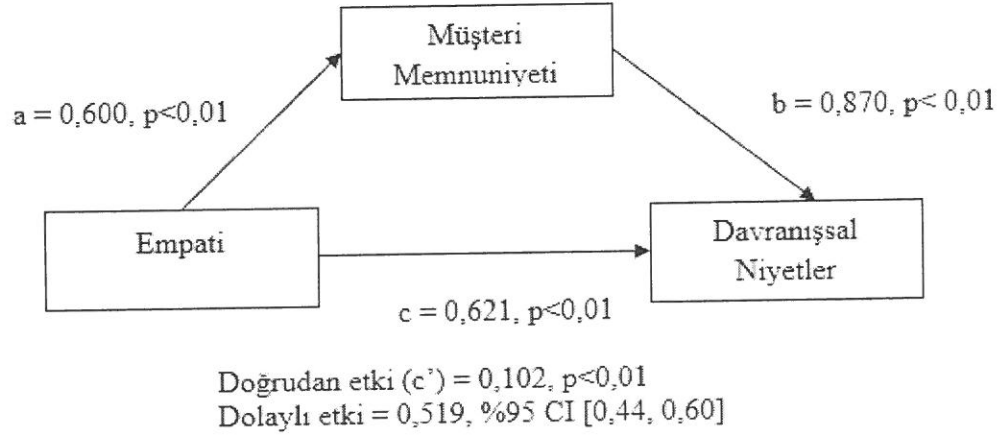 Müşteri
Memnuniyeti
a = 0,600, p<0,01
b = 0,870, p< 0,01
Empati
Davranışsal
Niyetler
c = 0,621, p<0,01
Doğrudan etki (c’) = 0,102, p<0,01
Dolaylı etki = 0,519, %95 CI [0,44, 0,60]